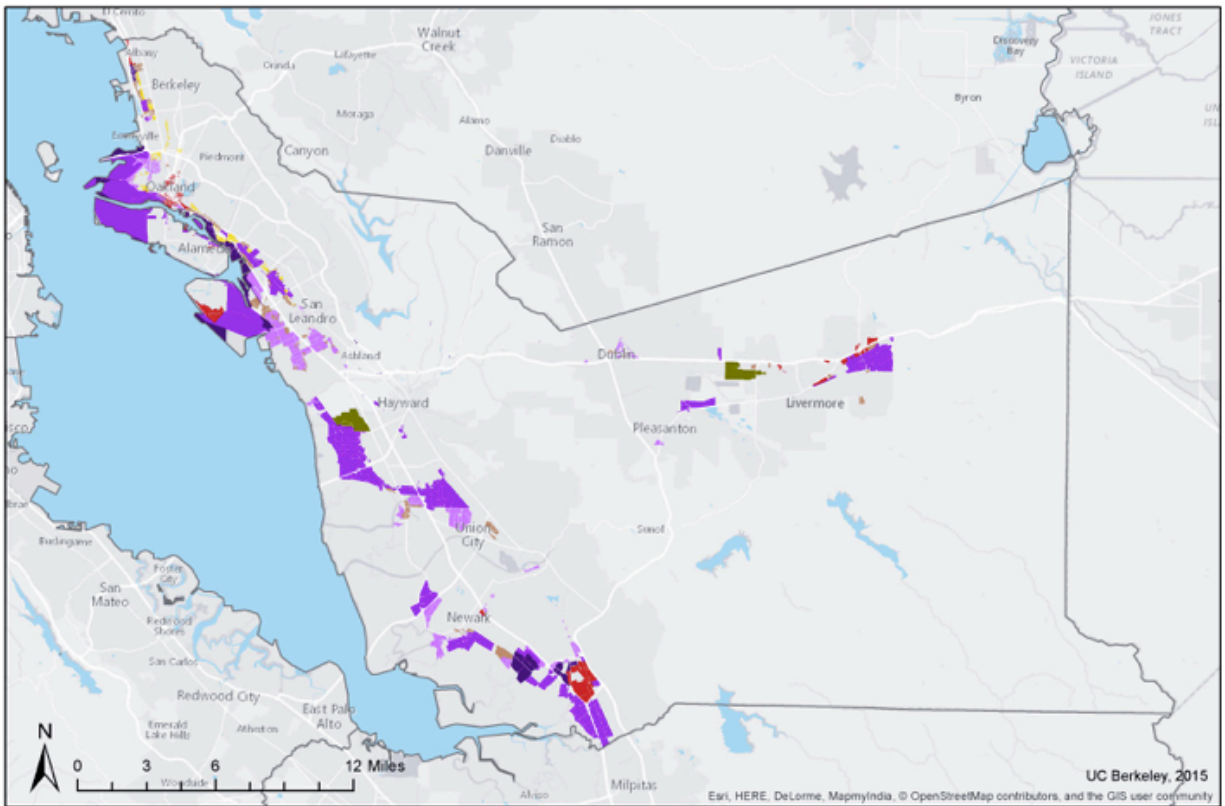 El Cerrito
Albany
Berkeley
Orinda
Lafayette
Walnut
Creek
Moraga
Emeryville
Piedmont
Canyon
Oakland
Alameda
Alamo
Diablo
Danville
San
Ramon
Discovery
Bay
Byron
JONES
TRACT
VICTORIA
ISLAND
San
Leandro
Ashland
Dublin
Hayward
Pleasanton
Livermore
Union
City
Sunol
Newark
Burlingame
Foster
City
San
Mateo
Redwood
Shores
San Carlos
Redwood City
East Palo
Alto
Emerald
Lake Hills
Atherton
Woodside
Alviso
Milpitas
N
0 3 6 12 Miles
UC Berkeley, 2015
Esri, HERE, DeLorme, MapmyIndia, © OpenStreetMap contributors, and the GIS user community